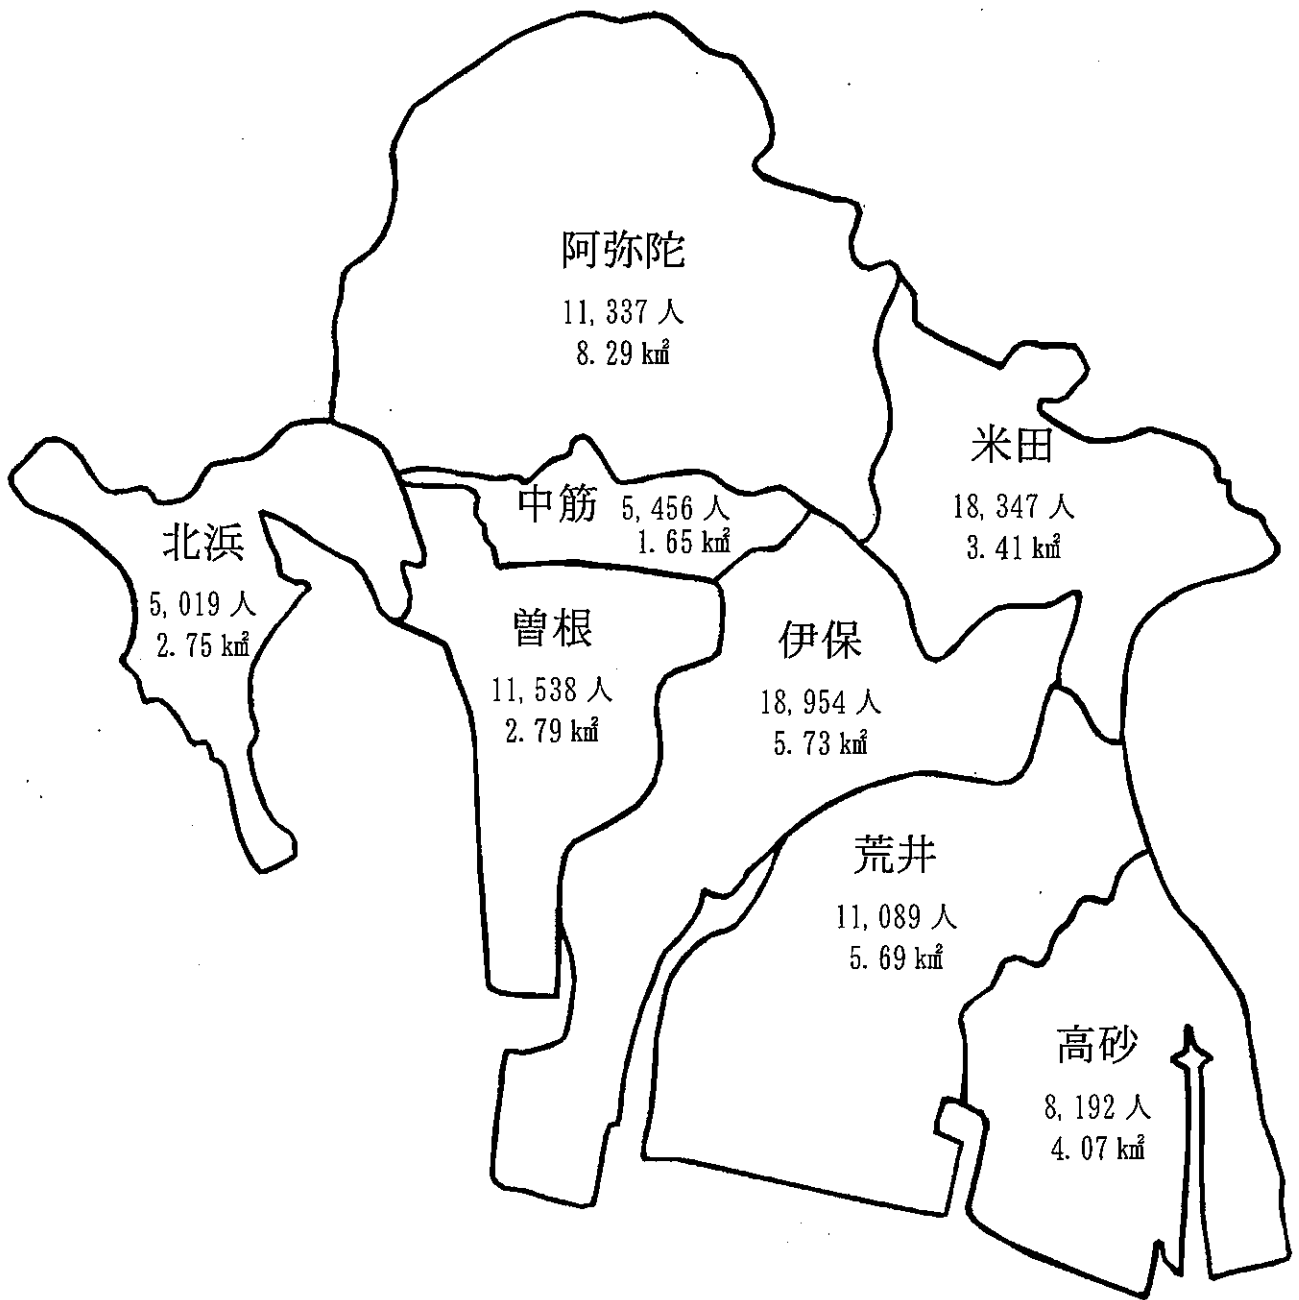 阿弥陀
11,337 人
8.29 k㎡
米田
18,347 人
3.41 k㎡
中筋
5,456 人
1.65 k㎡
北浜
5,019 人
2.75 k㎡
曽根
11,538 人
2.79 k㎡
伊保
18,954 人
5.73 k㎡
荒井
11,089 人
5.69 k㎡
高砂
8,192 人
4.07 k㎡